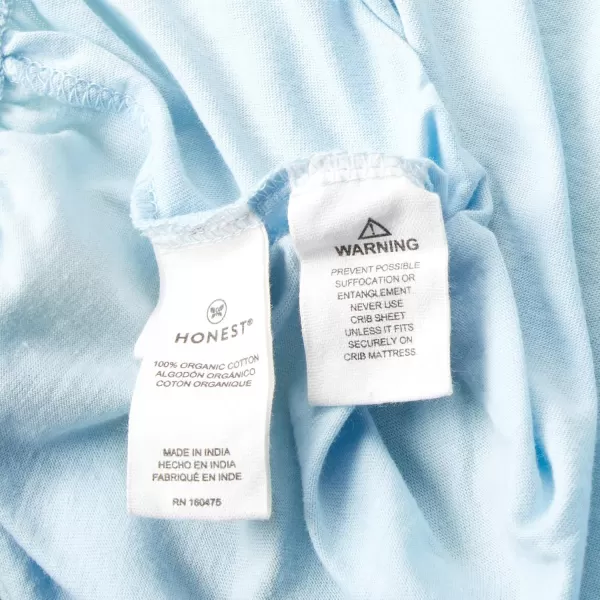 HONEST®
100% ORGANIC COTTON
ALGODÓN ORGÁNICO
COTON ORGANIQUE
MADE IN INDIA
HECHO EN INDIA
FABRIQUÉ EN INDE
RN 160475
WARNING
PREVENT POSSIBLE
SUFFOCATION OR
ENTANGLEMENT.
NEVER USE
CRIB SHEET
UNLESS IT FITS
SECURELY ON
CRIB MATTRESS.